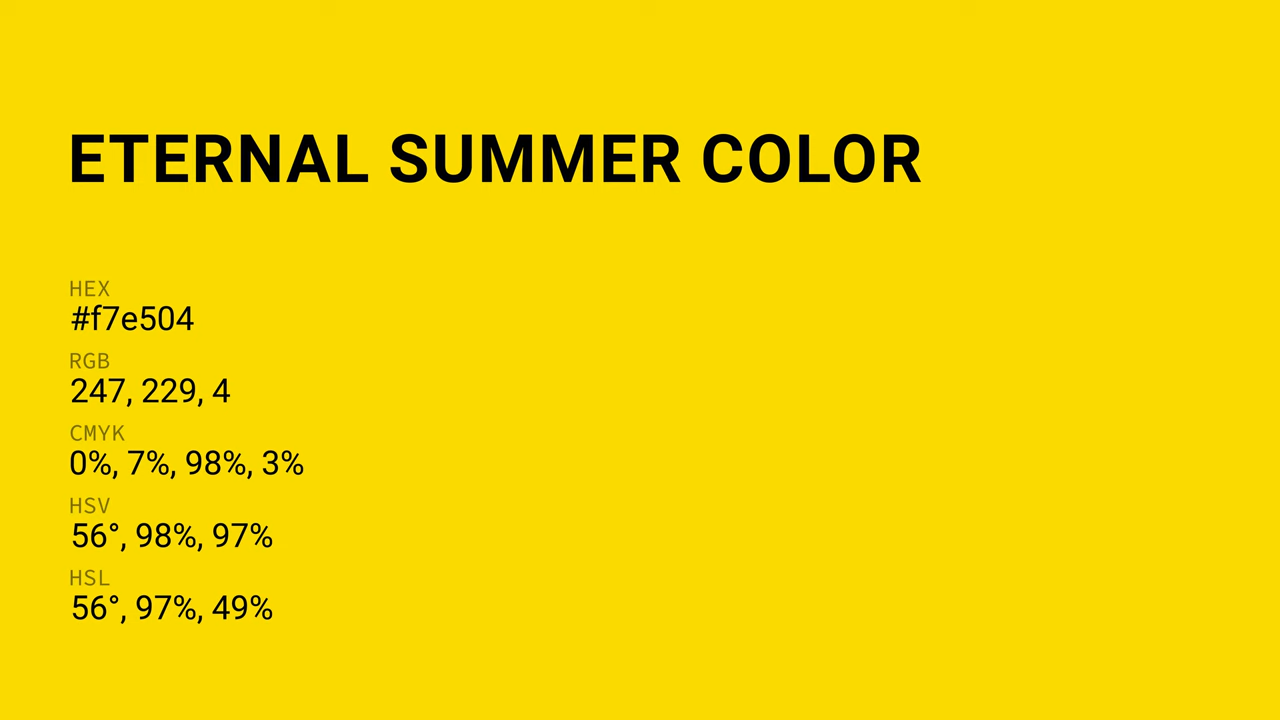 ETERNAL SUMMER COLOR
HEX
#f7e504
RGB
247, 229, 4
CMYK
0%, 7%, 98%, 3%
HSV
56°, 98%, 97%
HSL
56°, 97%, 49%